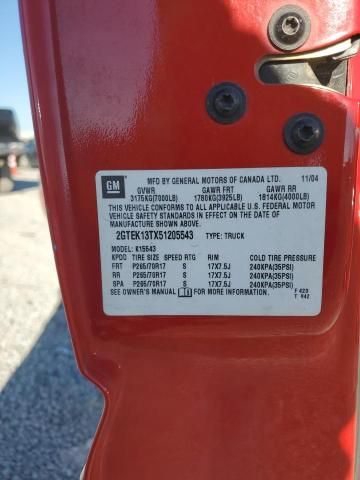 GM
MFD BY GENERAL MOTORS OF CANADA LTD. 11/04
GVWR GAWR FRT GAWR RR
3175KG(7000LB) 1780KG(3925LB) 1814KG(4000LB)
THIS VEHICLE CONFORMS TO ALL APPLICABLE U.S. FEDERAL MOTOR
VEHICLE SAFETY STANDARDS IN EFFECT ON THE DATE OF
MANUFACTURE SHOWN ABOVE.
2GTEK13TX51205543 TYPE: TRUCK
MODEL: K15543
KPDO TIRE SIZE SPEED RTG RIM COLD TIRE PRESSURE
FRT P265/70R17 S 17X7.5J 240KPA(35PSI)
RR P265/70R17 S 17X7.5J 240KPA(35PSI)
SPA P265/70R17 S 17X7.5J 240KPA(35PSI)
SEE OWNER'S MANUAL FOR MORE INFORMATION. F 420
T V42